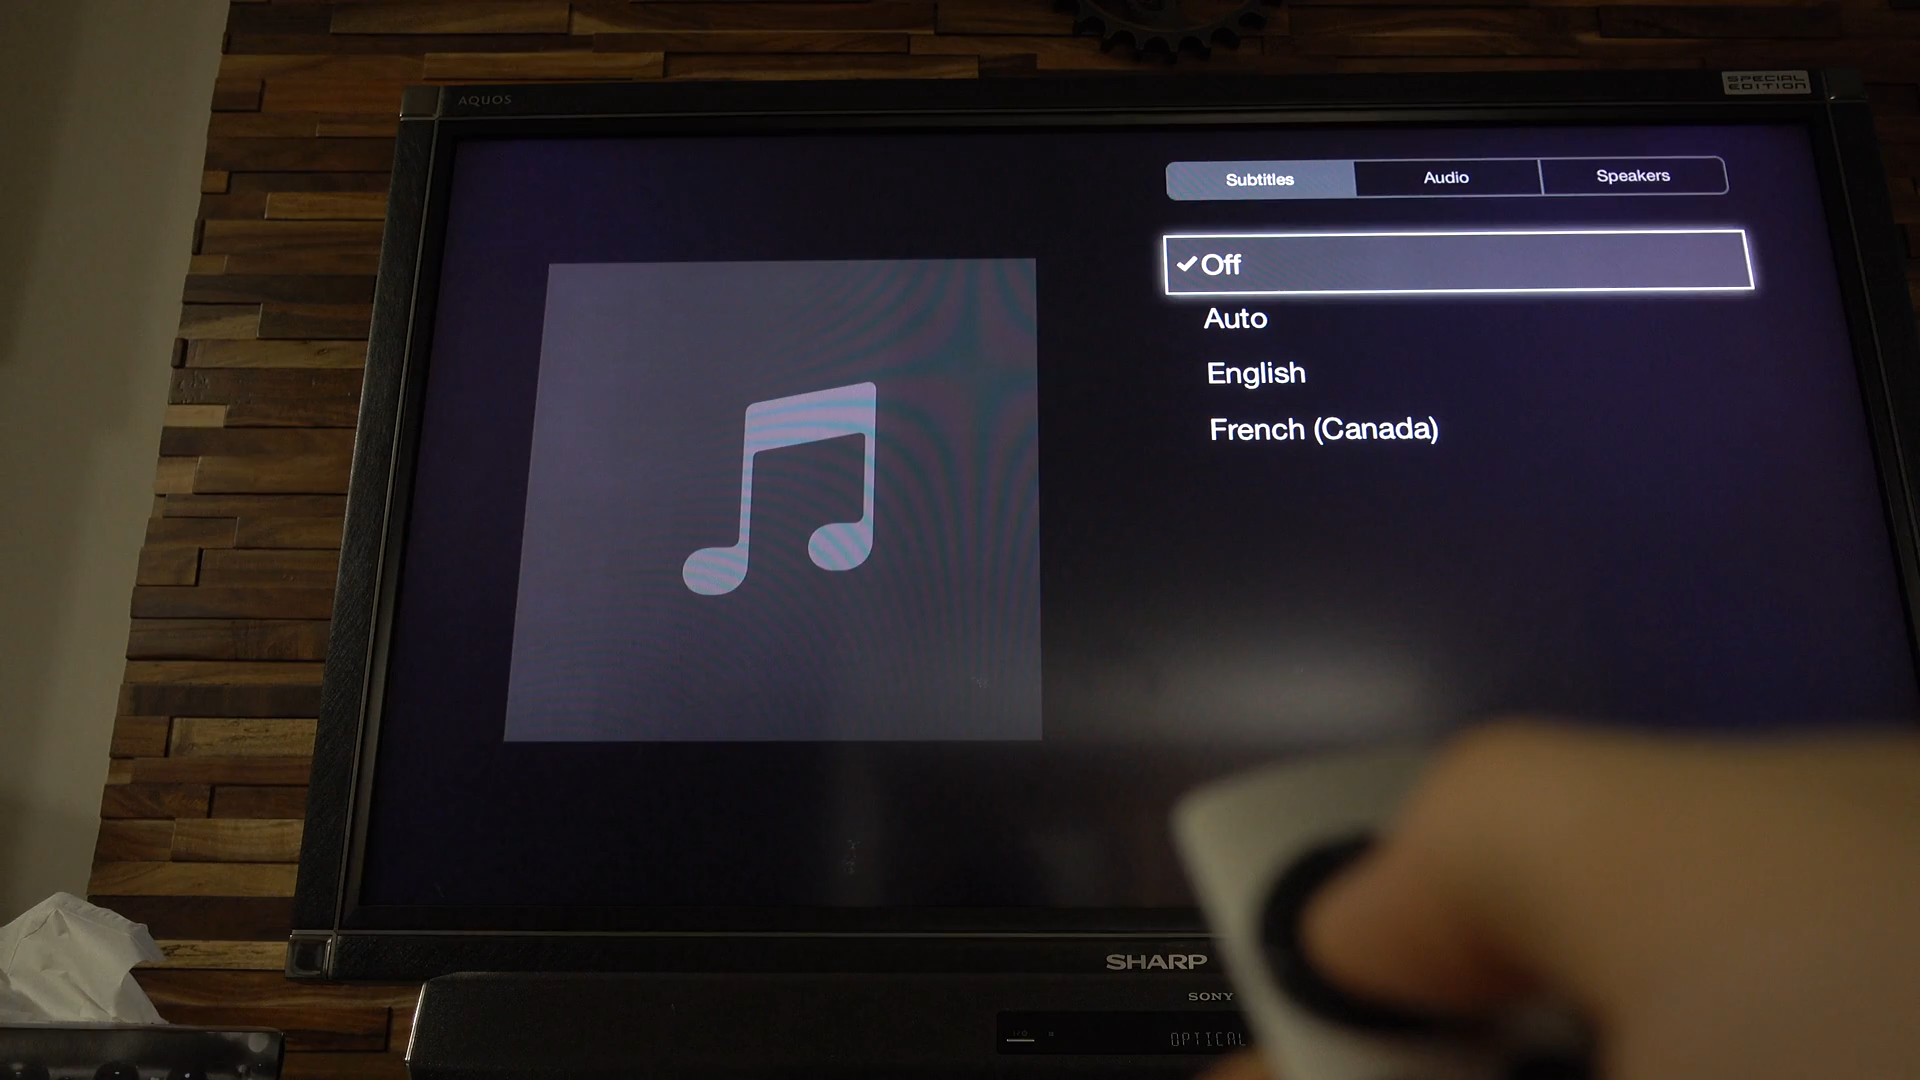 AQUOS
SPECIAL
EDITION
Subtitles
Audio
Speakers
Off
Auto
English
French (Canada)
SHARP
SONY
OPTICAL